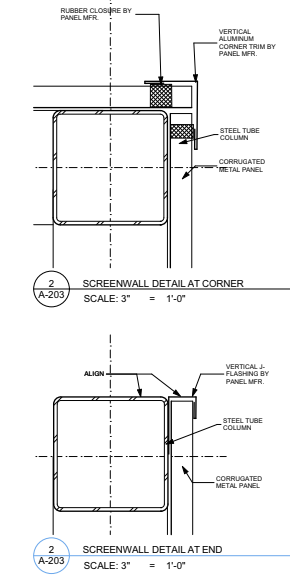 RUBBER CLOSURE BY
PANEL MFR.
VERTICAL
ALUMINUM
CORNER TRIM BY
PANEL MFR.
STEEL TUBE
COLUMN
CORRUGATED
METAL PANEL
2
A-203
SCREENWALL DETAIL AT CORNER
SCALE: 3" = 1'-0"
ALIGN
VERTICAL J-
FLASHING BY
PANEL MFR.
STEEL TUBE
COLUMN
CORRUGATED
METAL PANEL
2
A-203
SCREENWALL DETAIL AT END
SCALE: 3" = 1'-0"